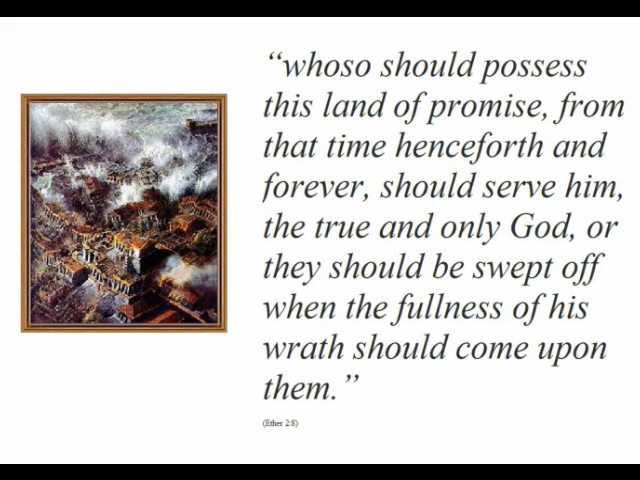 “whoso should possess
this land of promise, from
that time henceforth and
forever, should serve him,
the true and only God, or
they should be swept off
when the fullness of his
wrath should come upon
them.”
(Ether 2:8)